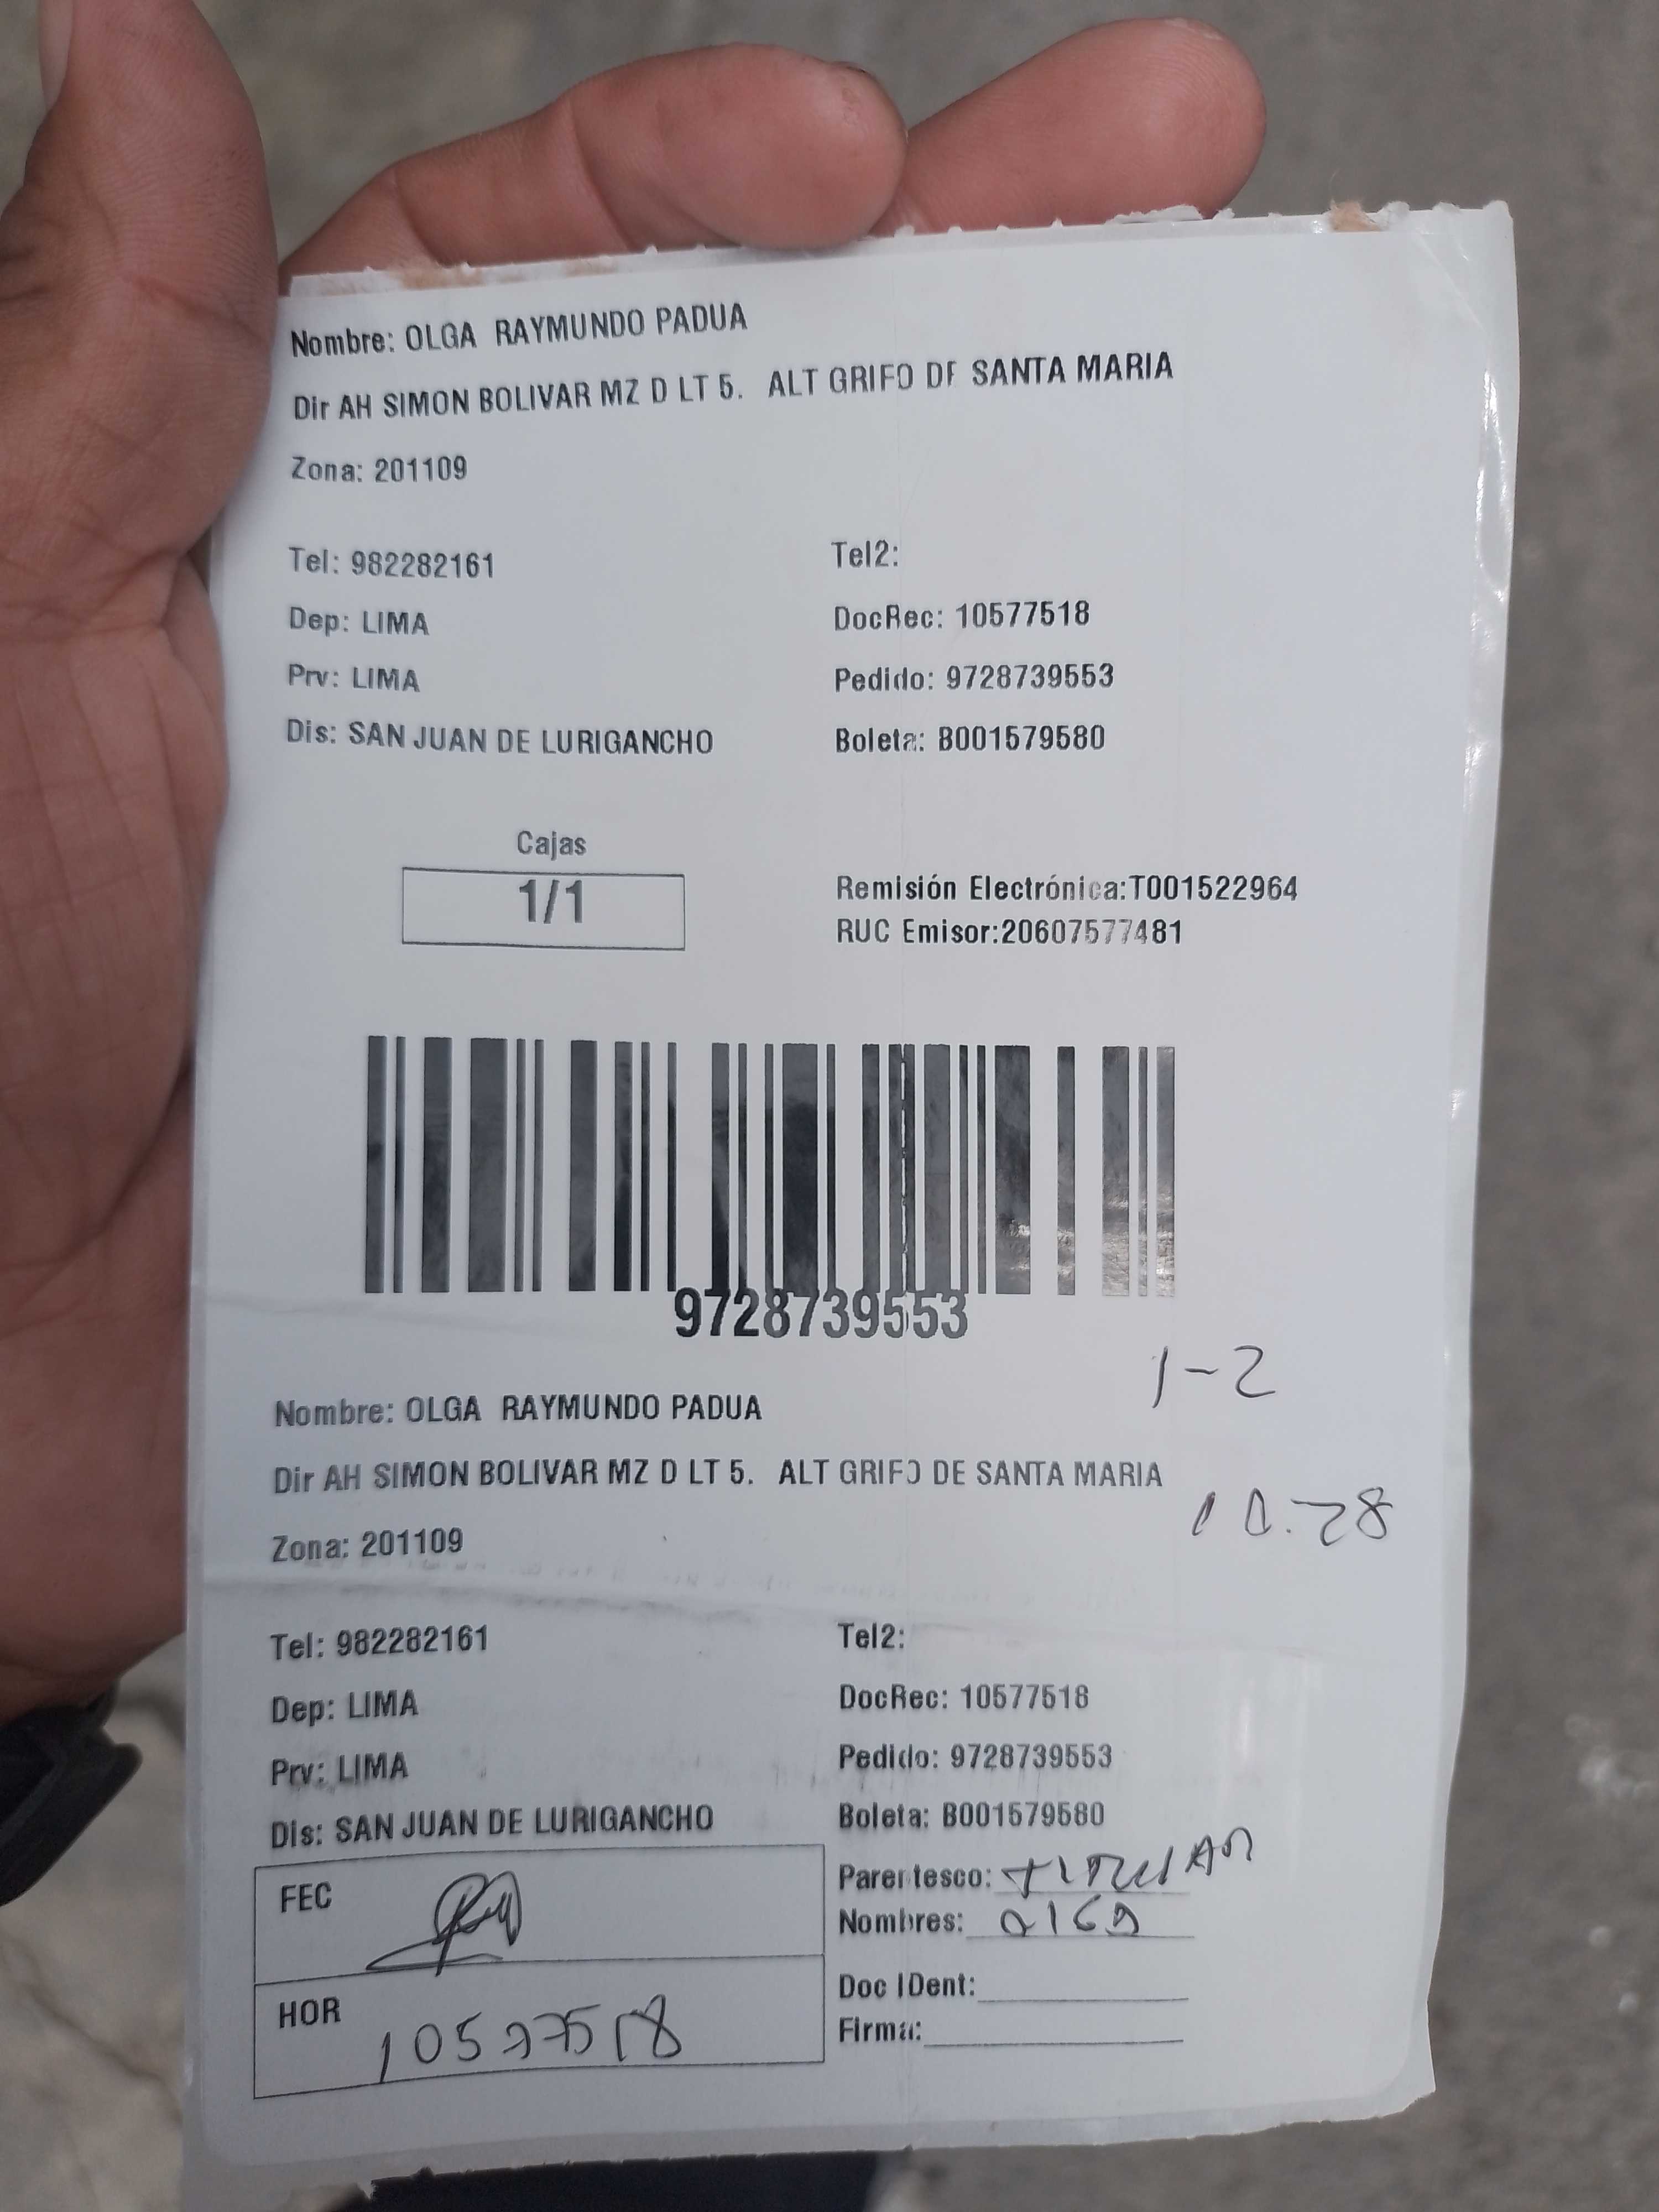 Nombre: OLGA RAYMUNDO PADUA
Dir AH SIMON BOLIVAR MZ D LT 5. ALT GRIFO DE SANTA MARIA
Zona: 201109
Tel: 982282161 Tel2:
Dep: LIMA DocRec: 10577518
Prv: LIMA Pedido: 9728739553
Dis: SAN JUAN DE LURIGANCHO Boleta: B001579580
Cajas
1/1
Remisión Electrónica:T001522964
RUC Emisor:20607577481
9728739553
1-2
Nombre: OLGA RAYMUNDO PADUA
Dir AH SIMON BOLIVAR MZ D LT 5. ALT GRIFO DE SANTA MARIA
10.28
Zona: 201109
Tel: 982282161 Tel2:
Dep: LIMA DocRec: 10577518
Prv: LIMA Pedido: 9728739553
Dis: SAN JUAN DE LURIGANCHO Boleta: B001579580
FEC Parentesco: TITULAR
Nombres: OlGA
Doc IDent:
HOR 10577518
Firma: